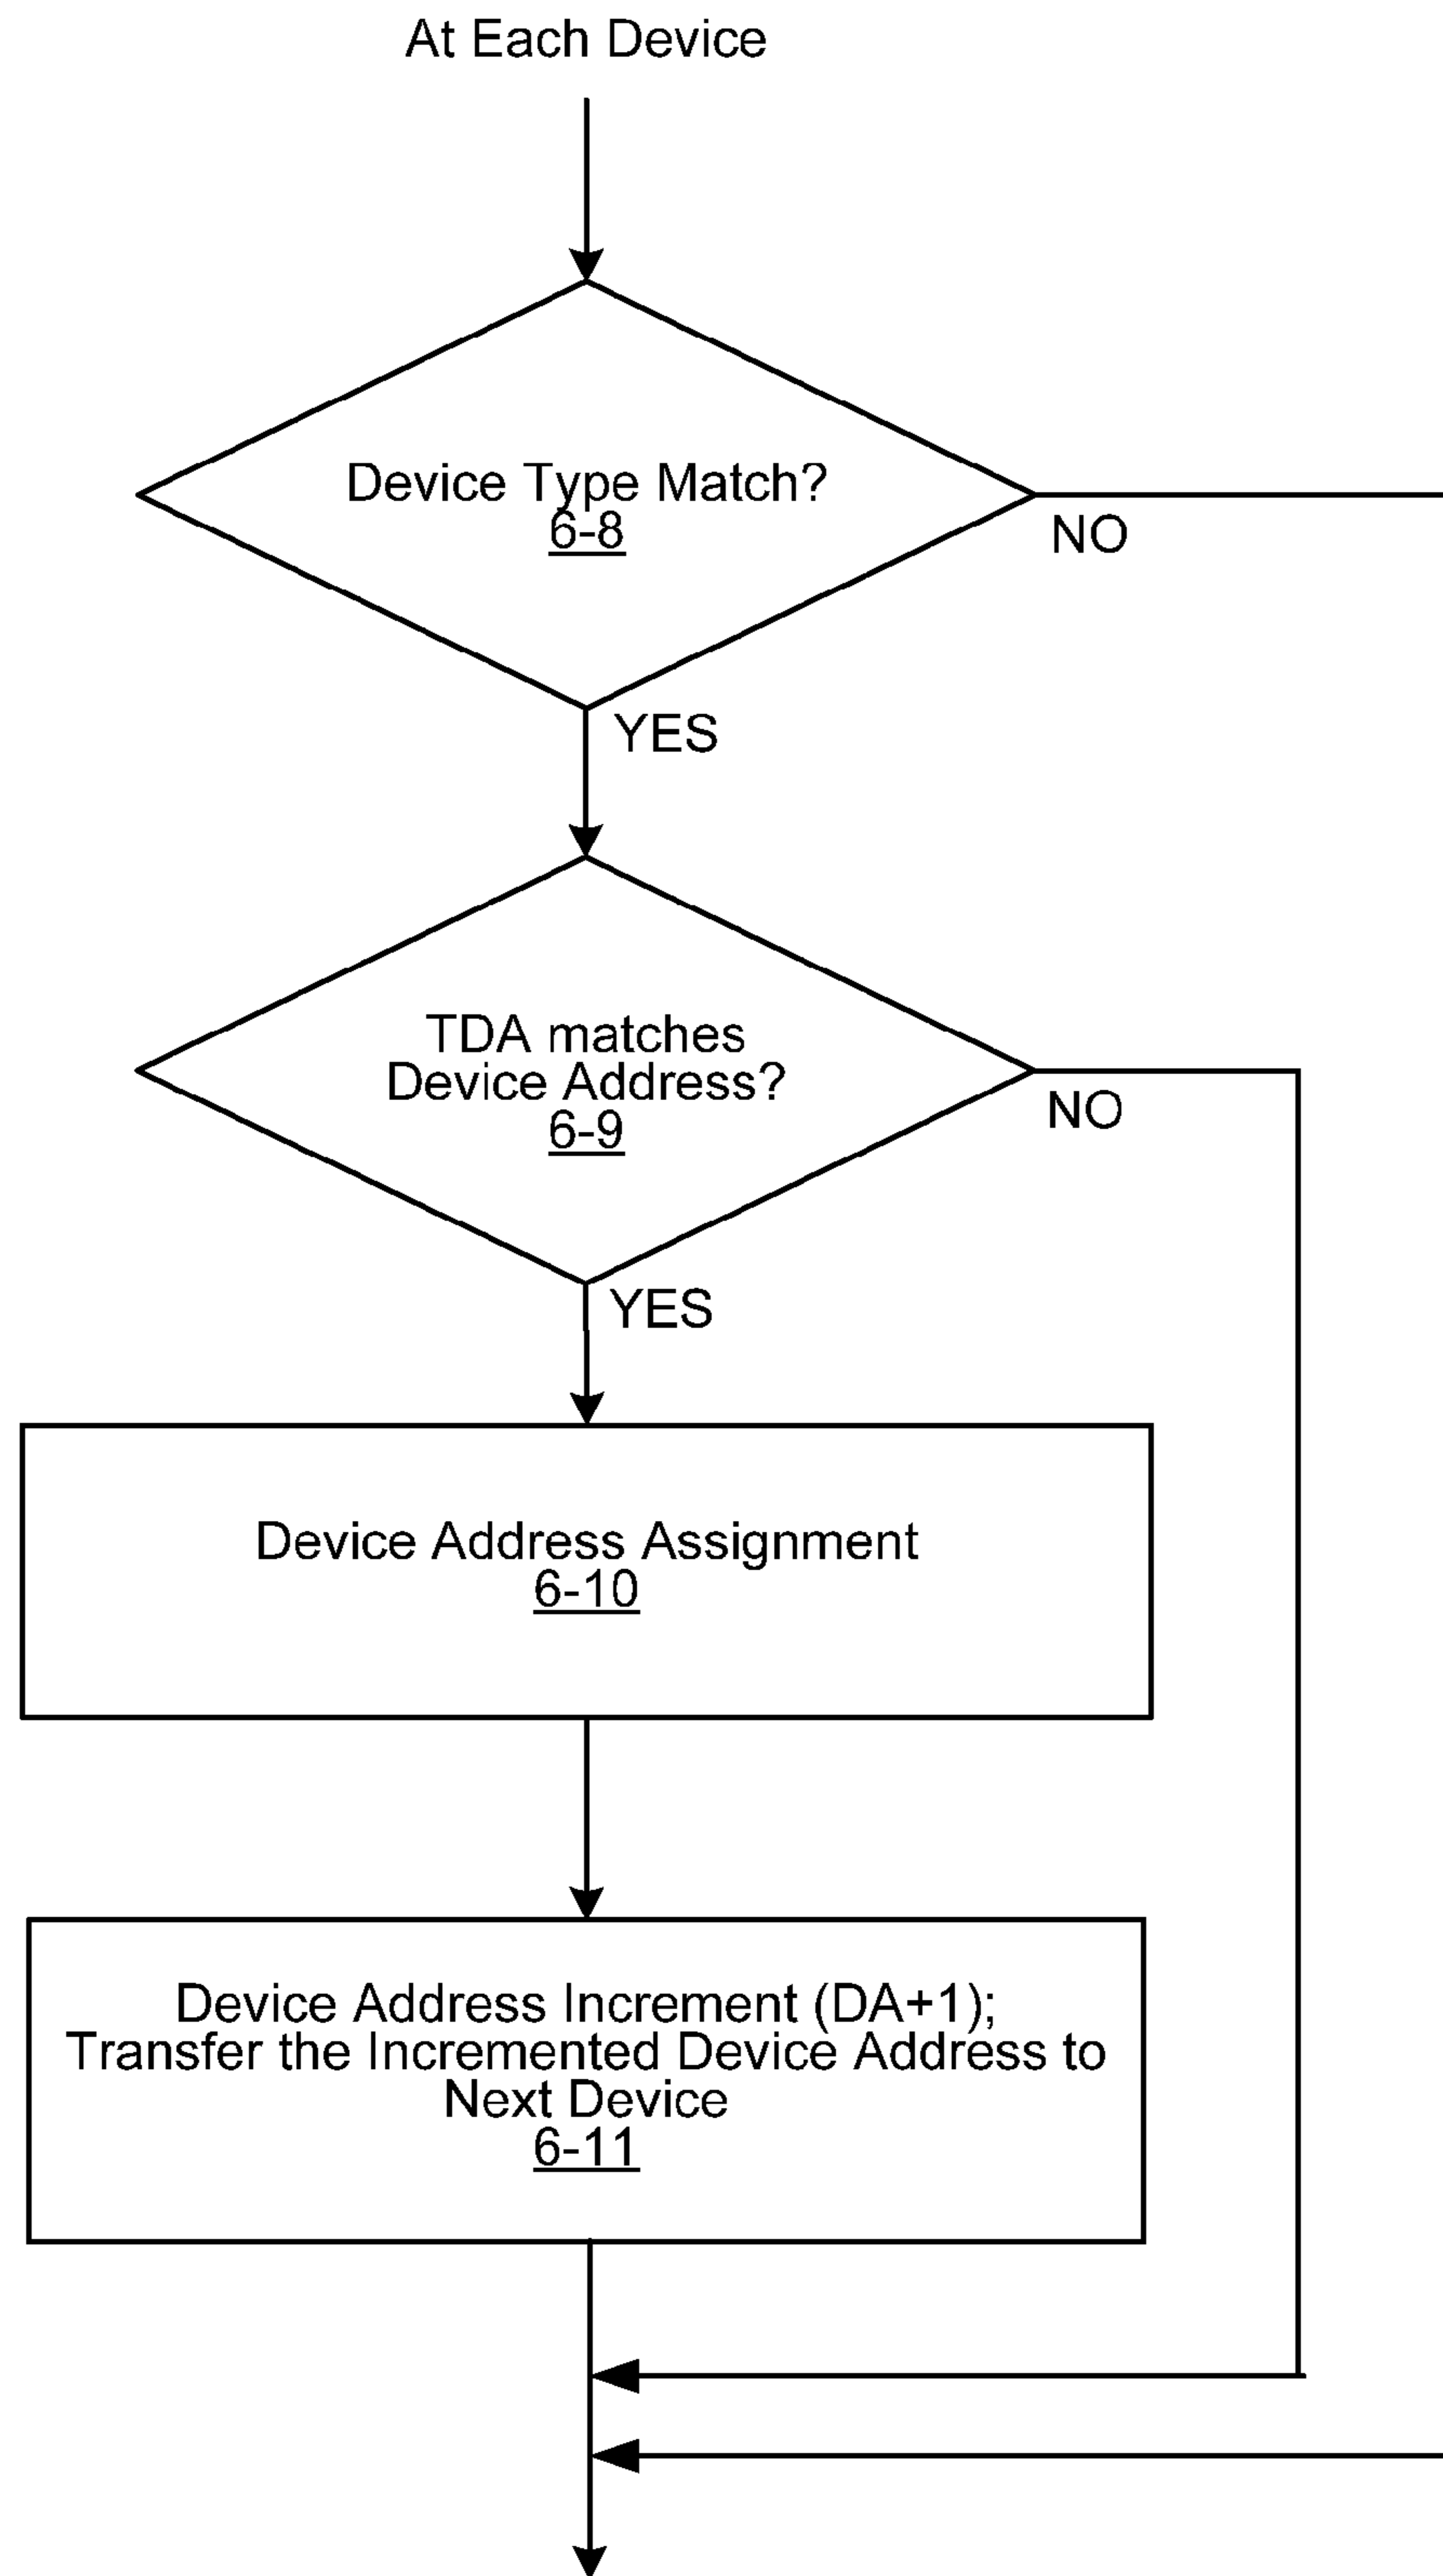 At Each Device
Device Type Match?
6-8
NO
YES
TDA matches
Device Address?
6-9
NO
YES
Device Address Assignment
6-10
Device Address Increment (DA+1);
Transfer the Incremented Device Address to
Next Device
6-11